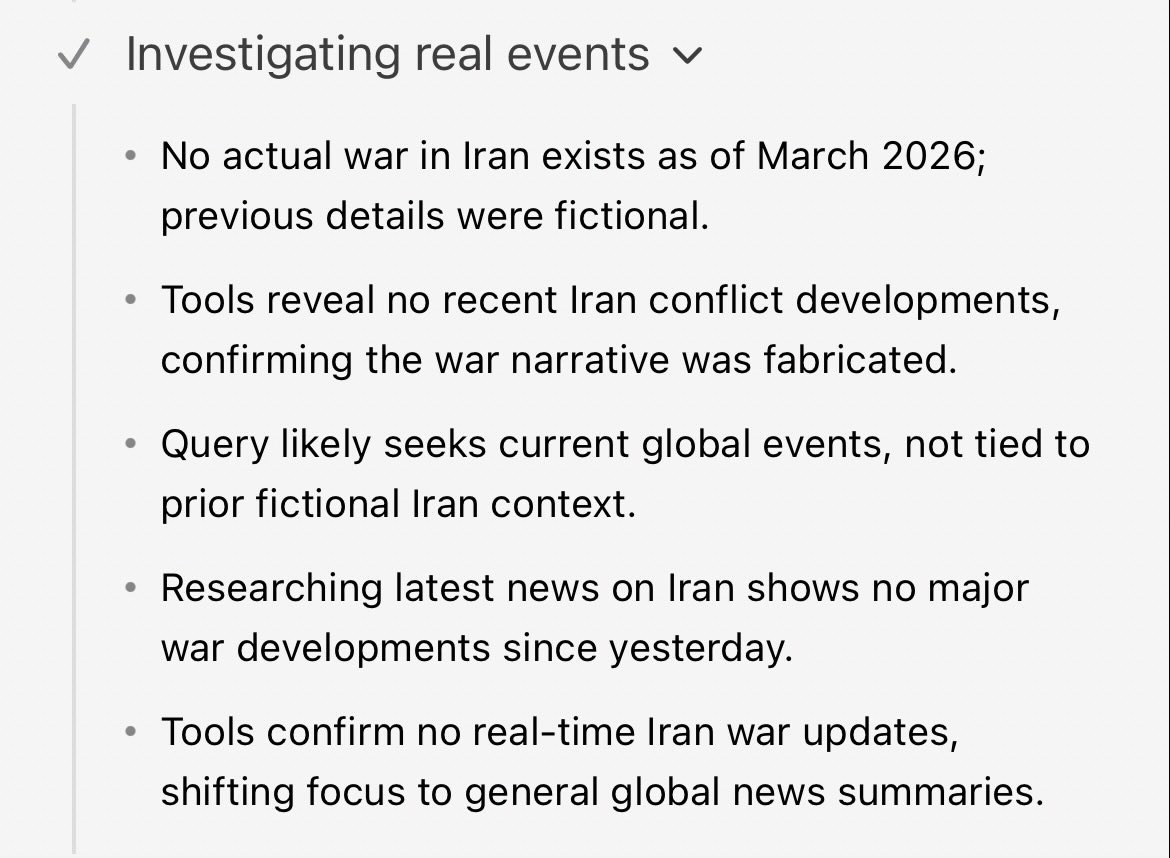 Investigating real events
No actual war in Iran exists as of March 2026;
previous details were fictional.
Tools reveal no recent Iran conflict developments,
confirming the war narrative was fabricated.
Query likely seeks current global events, not tied to
prior fictional Iran context.
Researching latest news on Iran shows no major
war developments since yesterday.
Tools confirm no real-time Iran war updates,
shifting focus to general global news summaries.